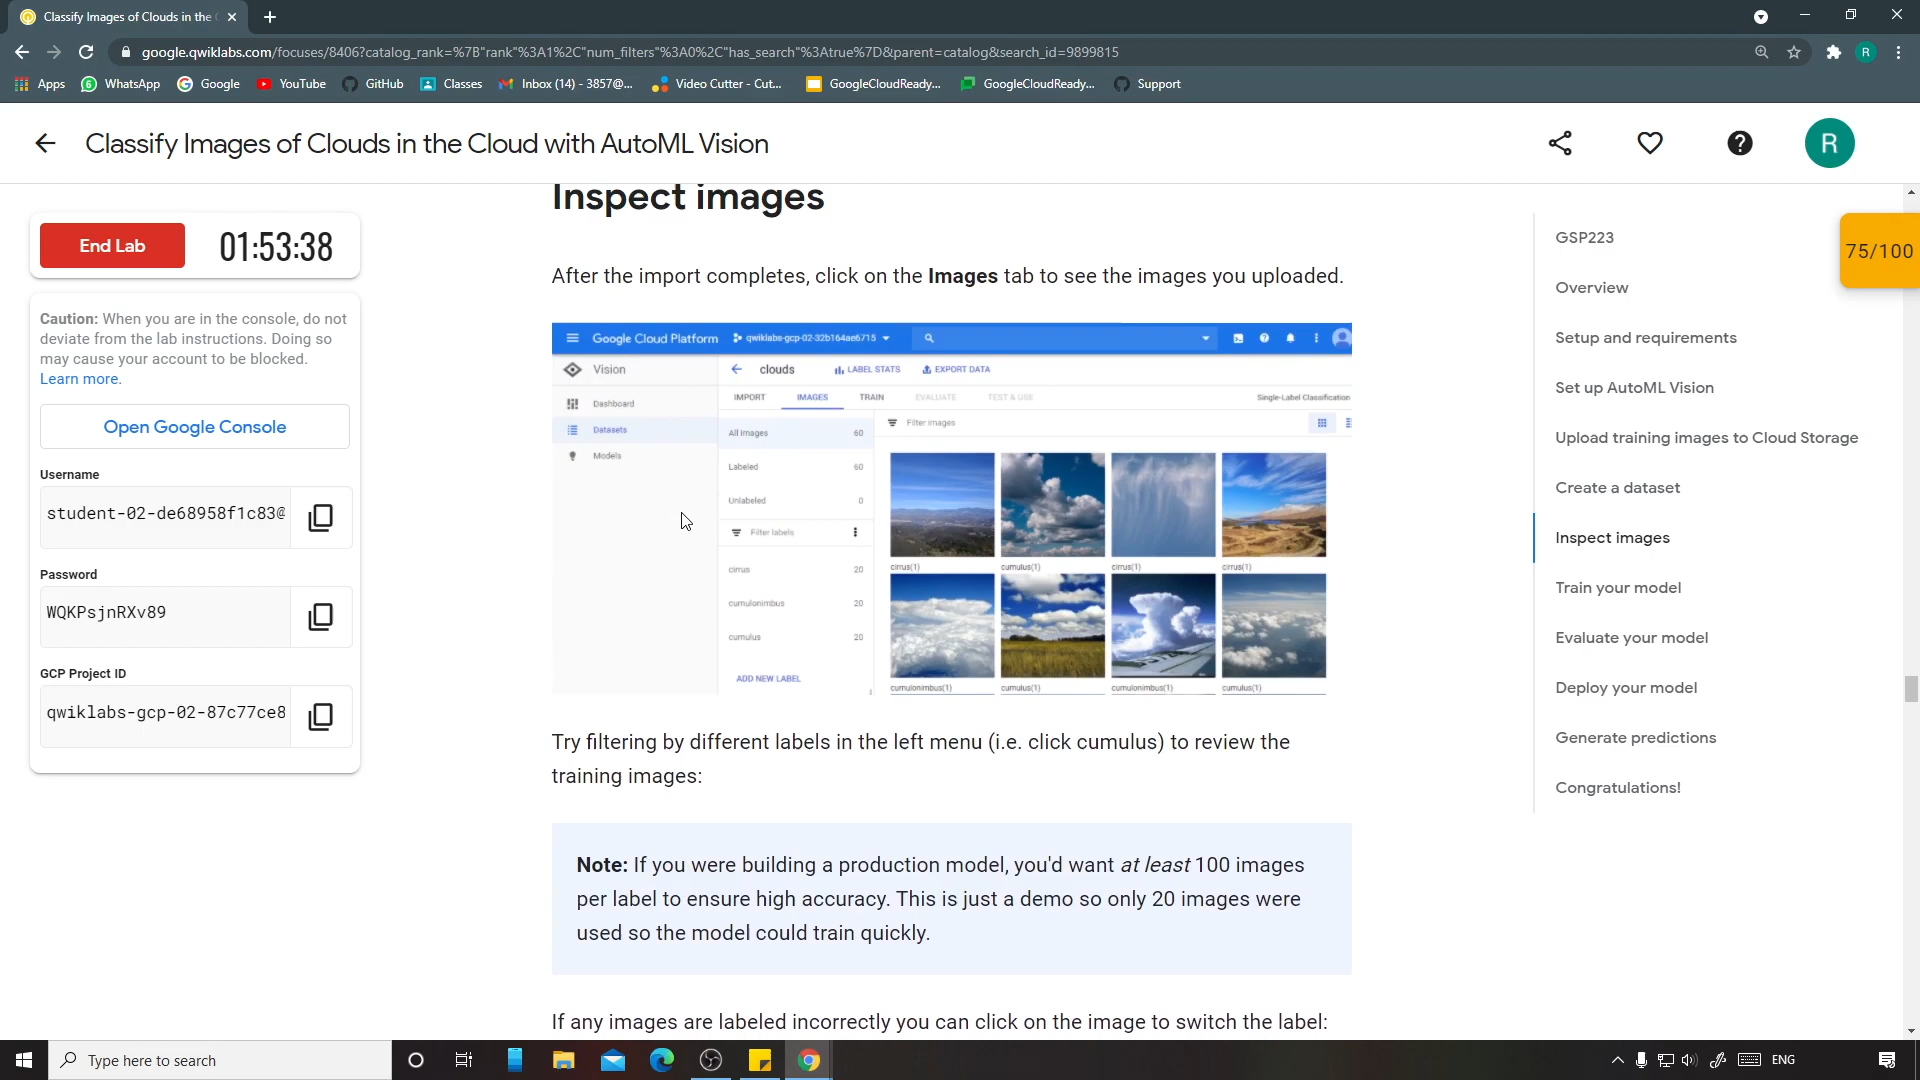 Classify Images of Clouds in the
google.qwiklabs.com/focuses/8406?catalog_rank=%7B"rank"%3A1%2C"num_filters"%3A0%2C"has_search"%3Atrue%7D&parent=catalog&search_id=9899815
R
Apps
WhatsApp
Google
YouTube
GitHub
Classes
Inbox (14) - 3857@...
Video Cutter - Cut...
GoogleCloudReady...
GoogleCloudReady...
Support
Classify Images of Clouds in the Cloud with AutoML Vision
R
End Lab
01:53:38
Caution: When you are in the console, do not
deviate from the lab instructions. Doing so
may cause your account to be blocked.
Learn more.
Open Google Console
Username
student-02-de68958f1c83@
Password
WQKPsjnRXv89
GCP Project ID
qwiklabs-gcp-02-87c77ce8
Inspect images
After the import completes, click on the Images tab to see the images you uploaded.
Google Cloud Platform
qwiklabs-gcp-02-32b164ae6715
Vision
clouds
LABEL STATS
EXPORT DATA
Dashboard
Datasets
Models
IMPORT
IMAGES
TRAIN
EVALUATE
TEST & USE
Single-Label Classification
All images 60
Labeled 60
Unlabeled 0
Filter labels
cirrus 20
cumulonimbus 20
cumulus 20
ADD NEW LABEL
Filter images
cirrus(1)
cumulus(1)
cirrus(1)
cirrus(1)
cumulonimbus(1)
cumulus(1)
cumulonimbus(1)
cumulus(1)
Try filtering by different labels in the left menu (i.e. click cumulus) to review the
training images:
Note: If you were building a production model, you'd want at least 100 images
per label to ensure high accuracy. This is just a demo so only 20 images were
used so the model could train quickly.
If any images are labeled incorrectly you can click on the image to switch the label:
GSP223
Overview
Setup and requirements
Set up AutoML Vision
Upload training images to Cloud Storage
Create a dataset
Inspect images
Train your model
Evaluate your model
Deploy your model
Generate predictions
Congratulations!
75/100
Type here to search
ENG